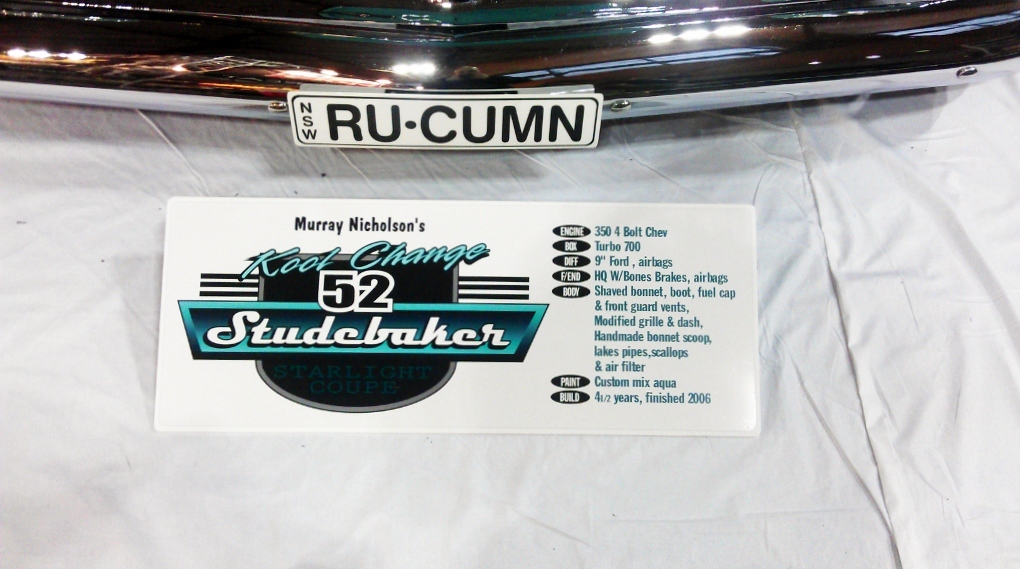 NSW RU·CUMN
Murray Nicholson's
Kool Change
52
Studebaker
STARLIGHT
COUPE
ENGINE 350 4 Bolt Chev
BOX Turbo 700
DIFF 9" Ford , airbags
F/END HQ W/Bones Brakes, airbags
BODY Shaved bonnet, boot, fuel cap
& front guard vents,
Modified grille & dash,
Handmade bonnet scoop,
lakes pipes,scallops
& air filter
PAINT Custom mix aqua
BUILD 41/2 years, finished 2006